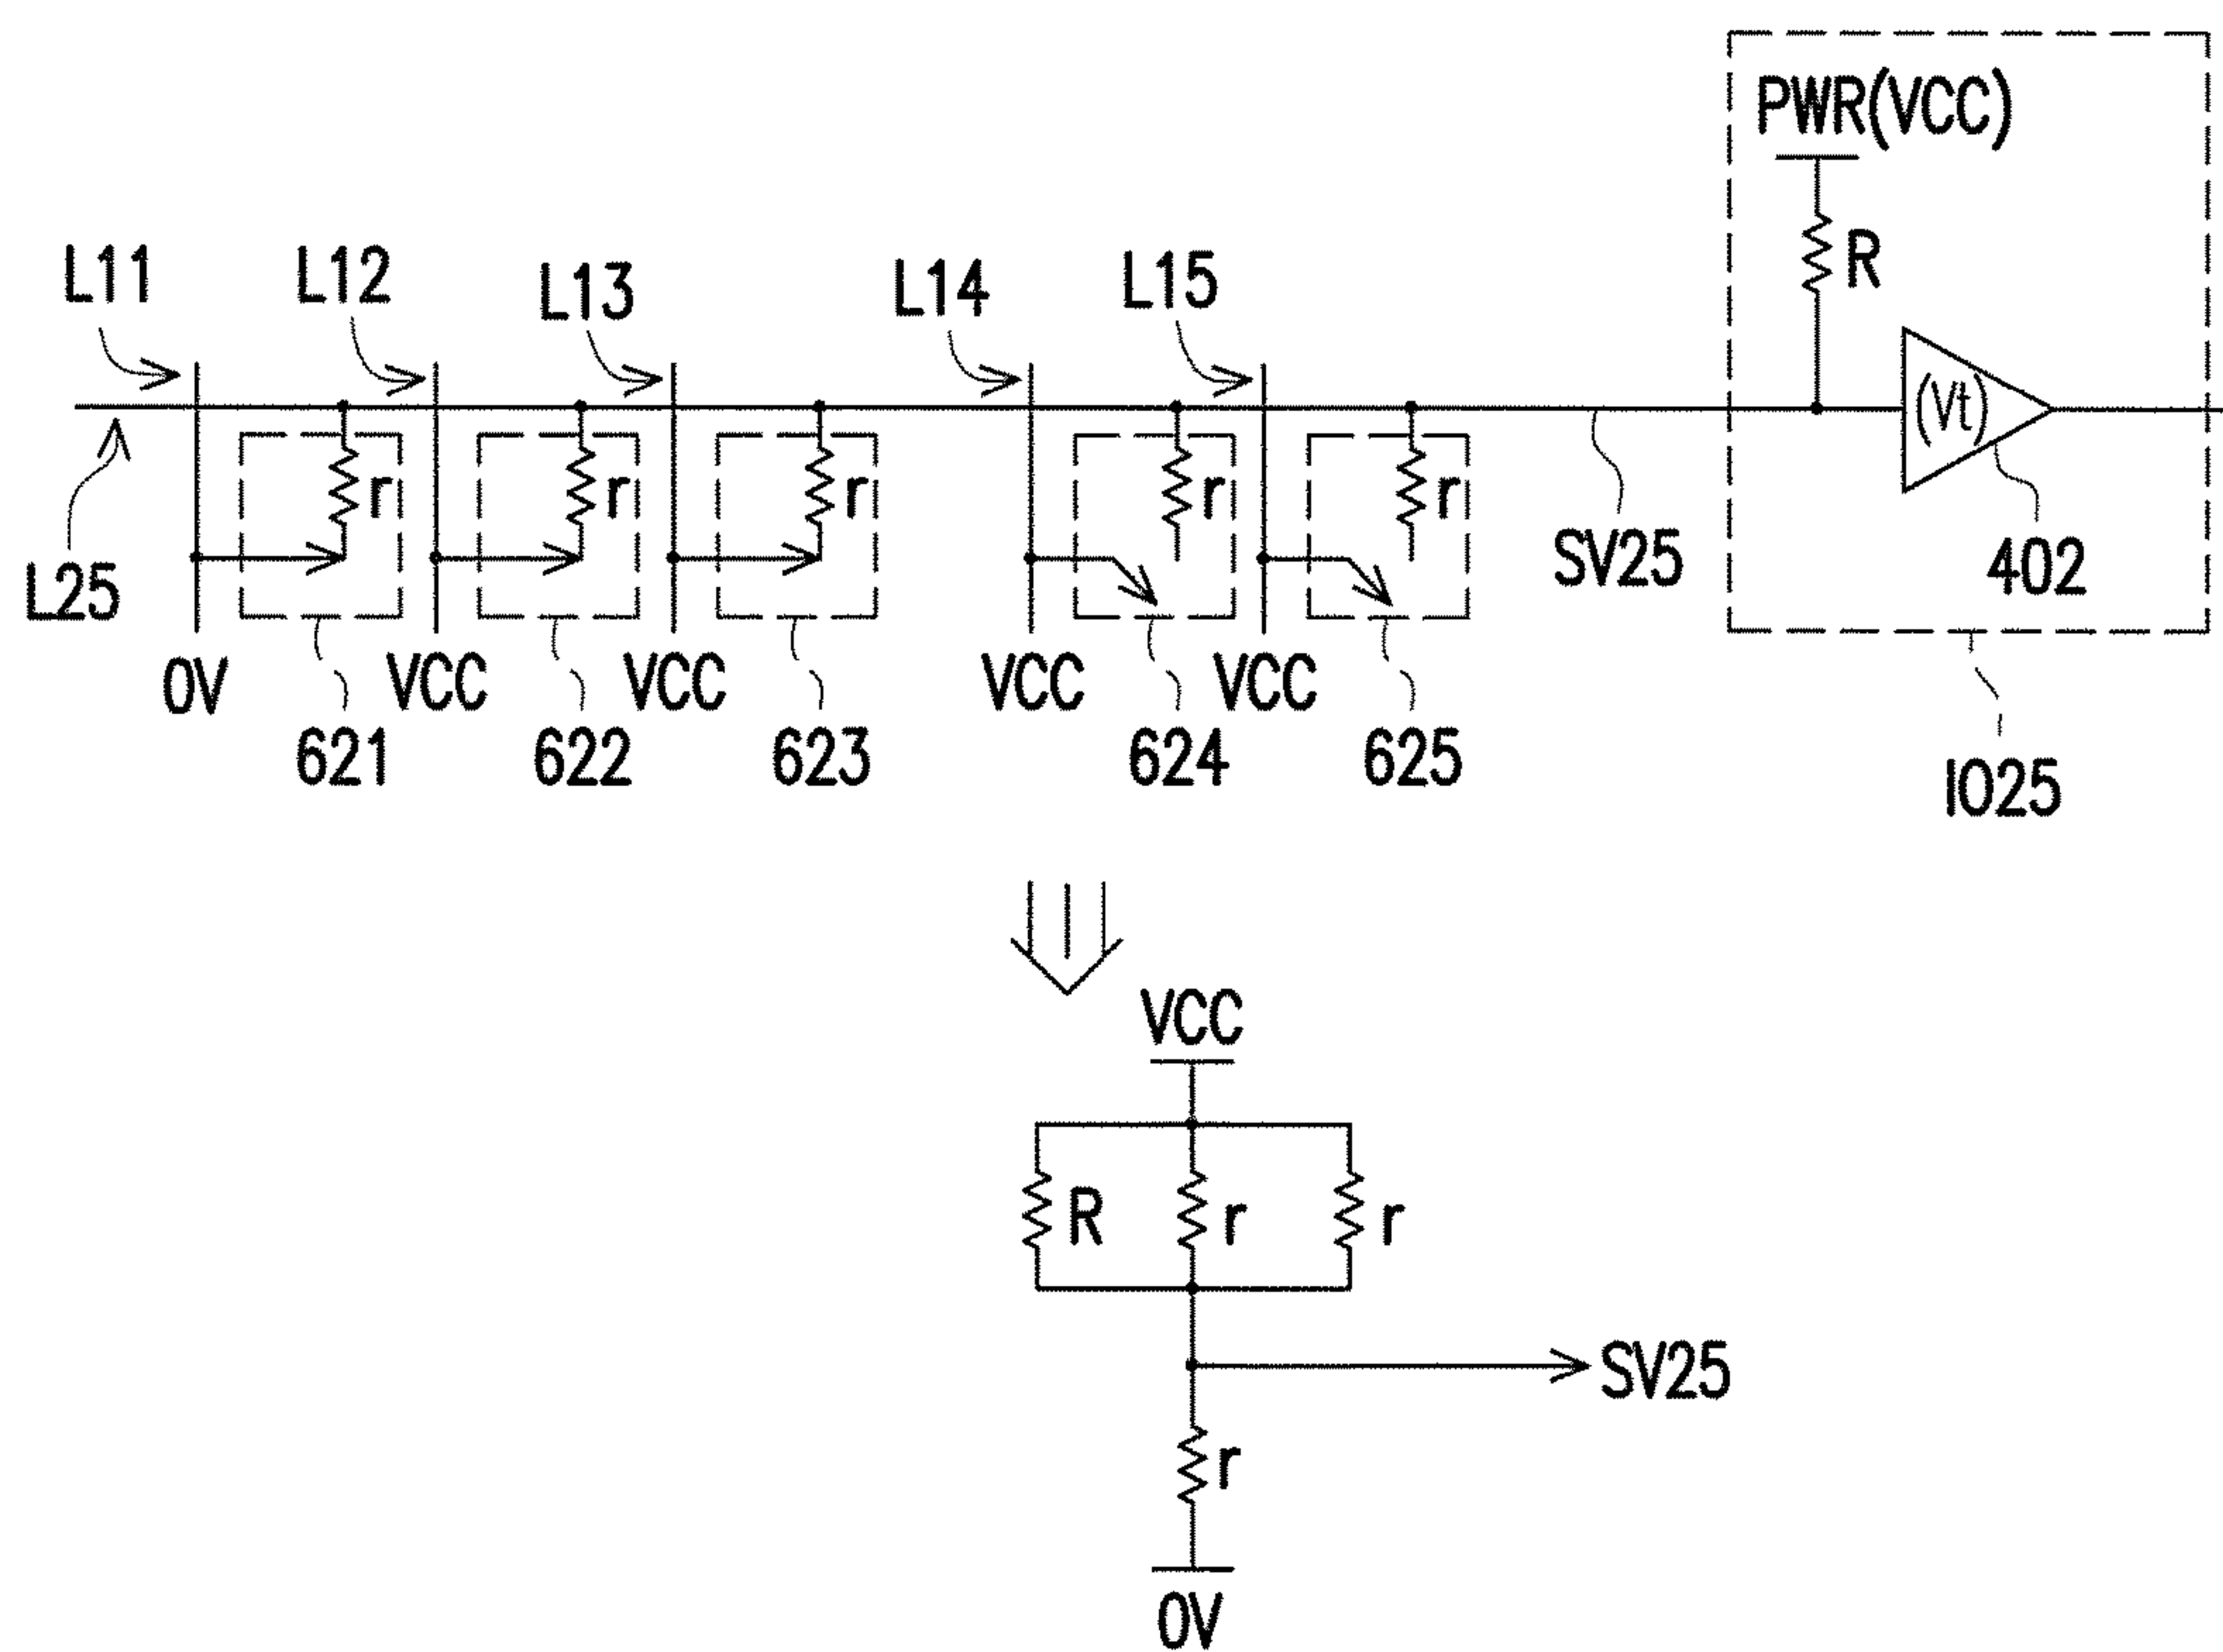 PWR(VCC)
R
L11
L12
L13
L14
L15
(Vt)
r
r
r
r
r
L25
SV25
402
0V
VCC
VCC
VCC
VCC
621
622
623
624
625
IO25
VCC
R
r
r
SV25
r
0V